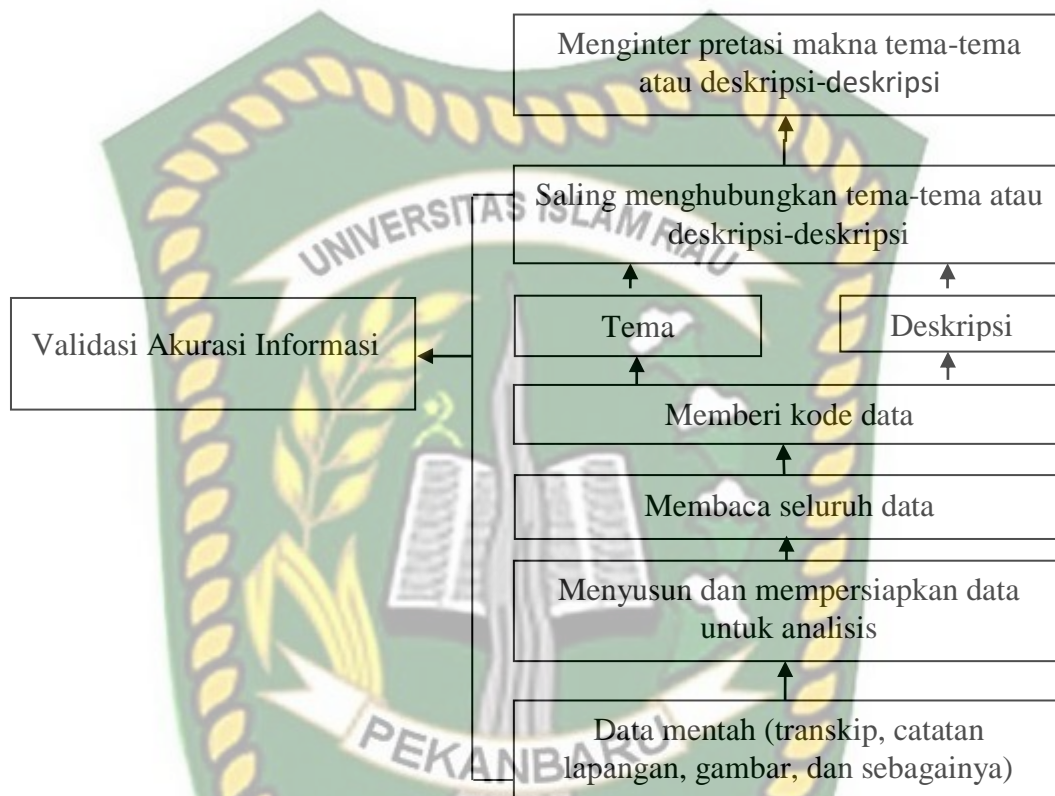 Menginter pretasi makna tema-tema
atau deskripsi-deskripsi
Saling menghubungkan tema-tema atau
deskripsi-deskripsi
UNIVERSITAS ISLAM RIAU
Validasi Akurasi Informasi
Tema
Deskripsi
Memberi kode data
Membaca seluruh data
Menyusun dan mempersiapkan data
untuk analisis
Data mentah (transkip, catatan
lapangan, gambar, dan sebagainya)
PEKANBARU